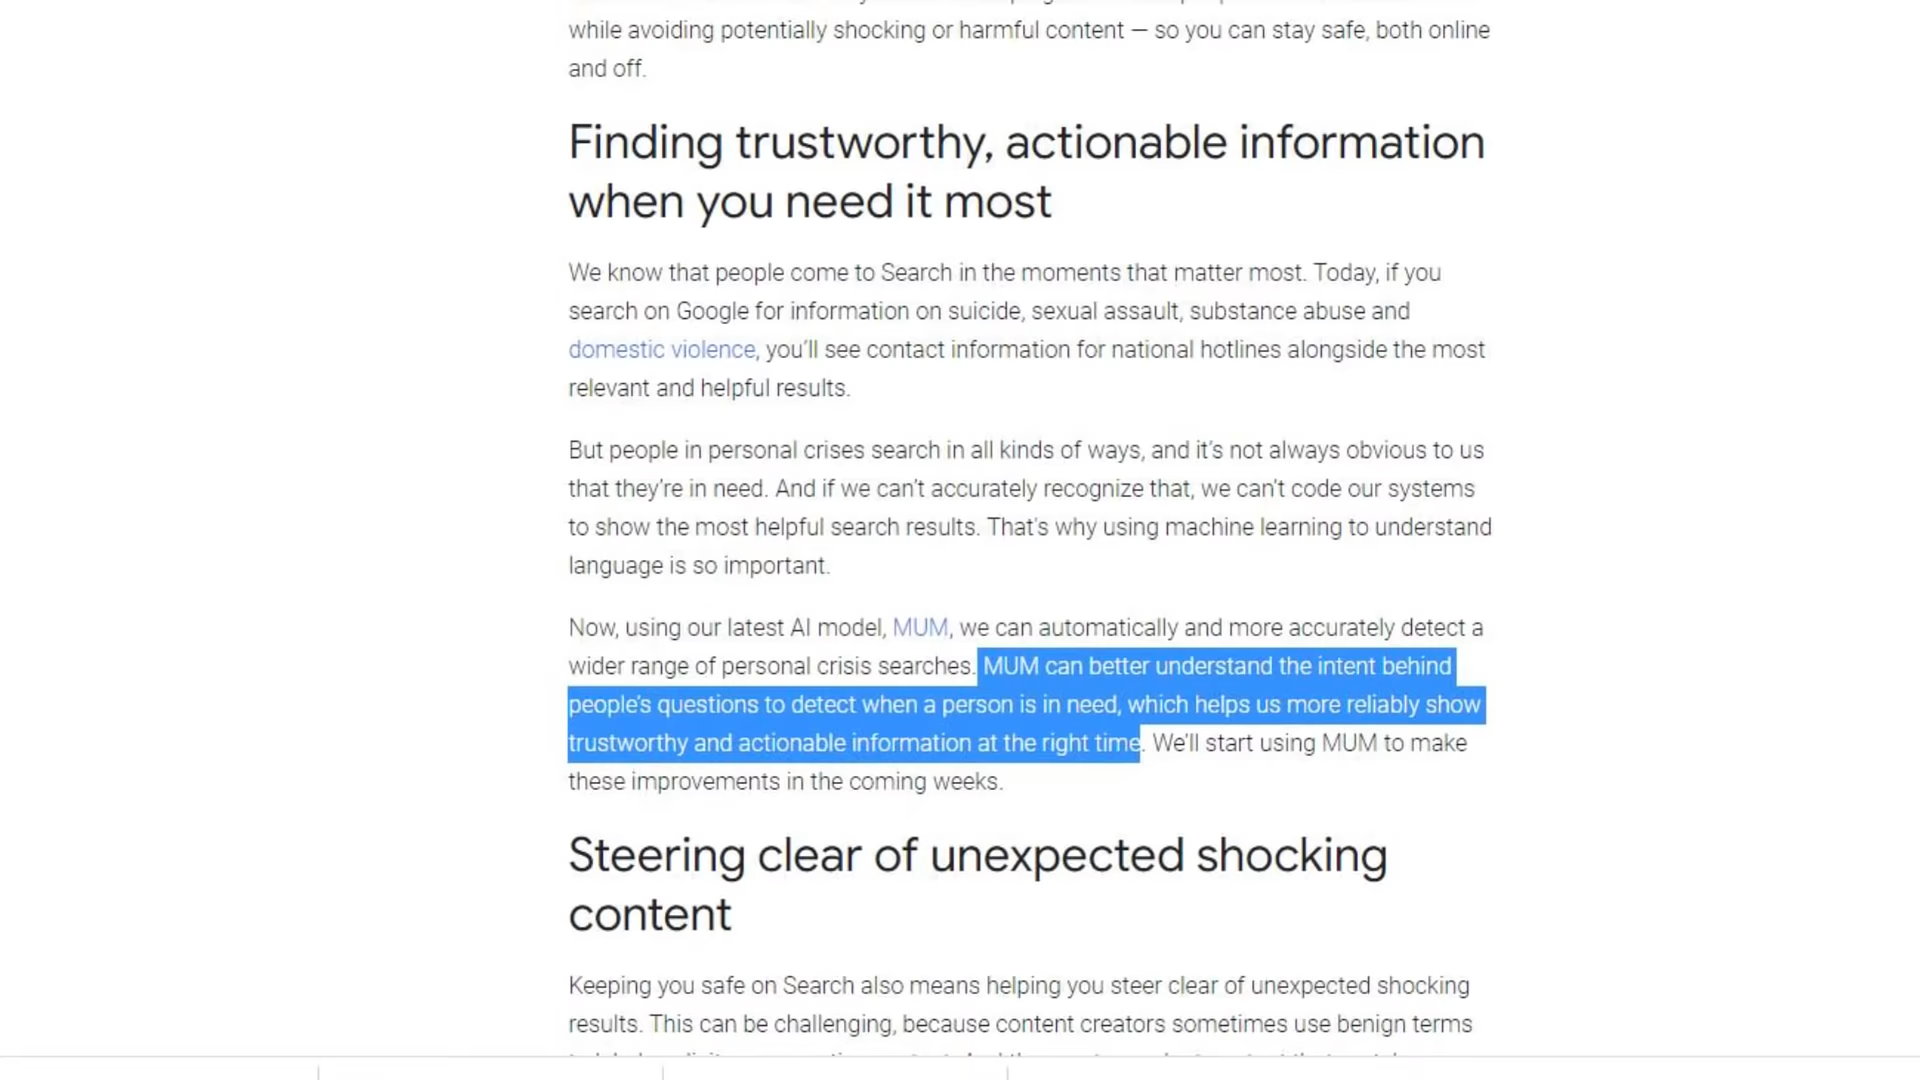 while avoiding potentially shocking or harmful content — so you can stay safe, both online
and off.
Finding trustworthy, actionable information
when you need it most
We know that people come to Search in the moments that matter most. Today, if you
search on Google for information on suicide, sexual assault, substance abuse and
domestic violence, you’ll see contact information for national hotlines alongside the most
relevant and helpful results.
But people in personal crises search in all kinds of ways, and it’s not always obvious to us
that they’re in need. And if we can’t accurately recognize that, we can’t code our systems
to show the most helpful search results. That’s why using machine learning to understand
language is so important.
Now, using our latest AI model, MUM, we can automatically and more accurately detect a
wider range of personal crisis searches. MUM can better understand the intent behind
people’s questions to detect when a person is in need, which helps us more reliably show
trustworthy and actionable information at the right time. We’ll start using MUM to make
these improvements in the coming weeks.
Steering clear of unexpected shocking
content
Keeping you safe on Search also means helping you steer clear of unexpected shocking
results. This can be challenging, because content creators sometimes use benign terms